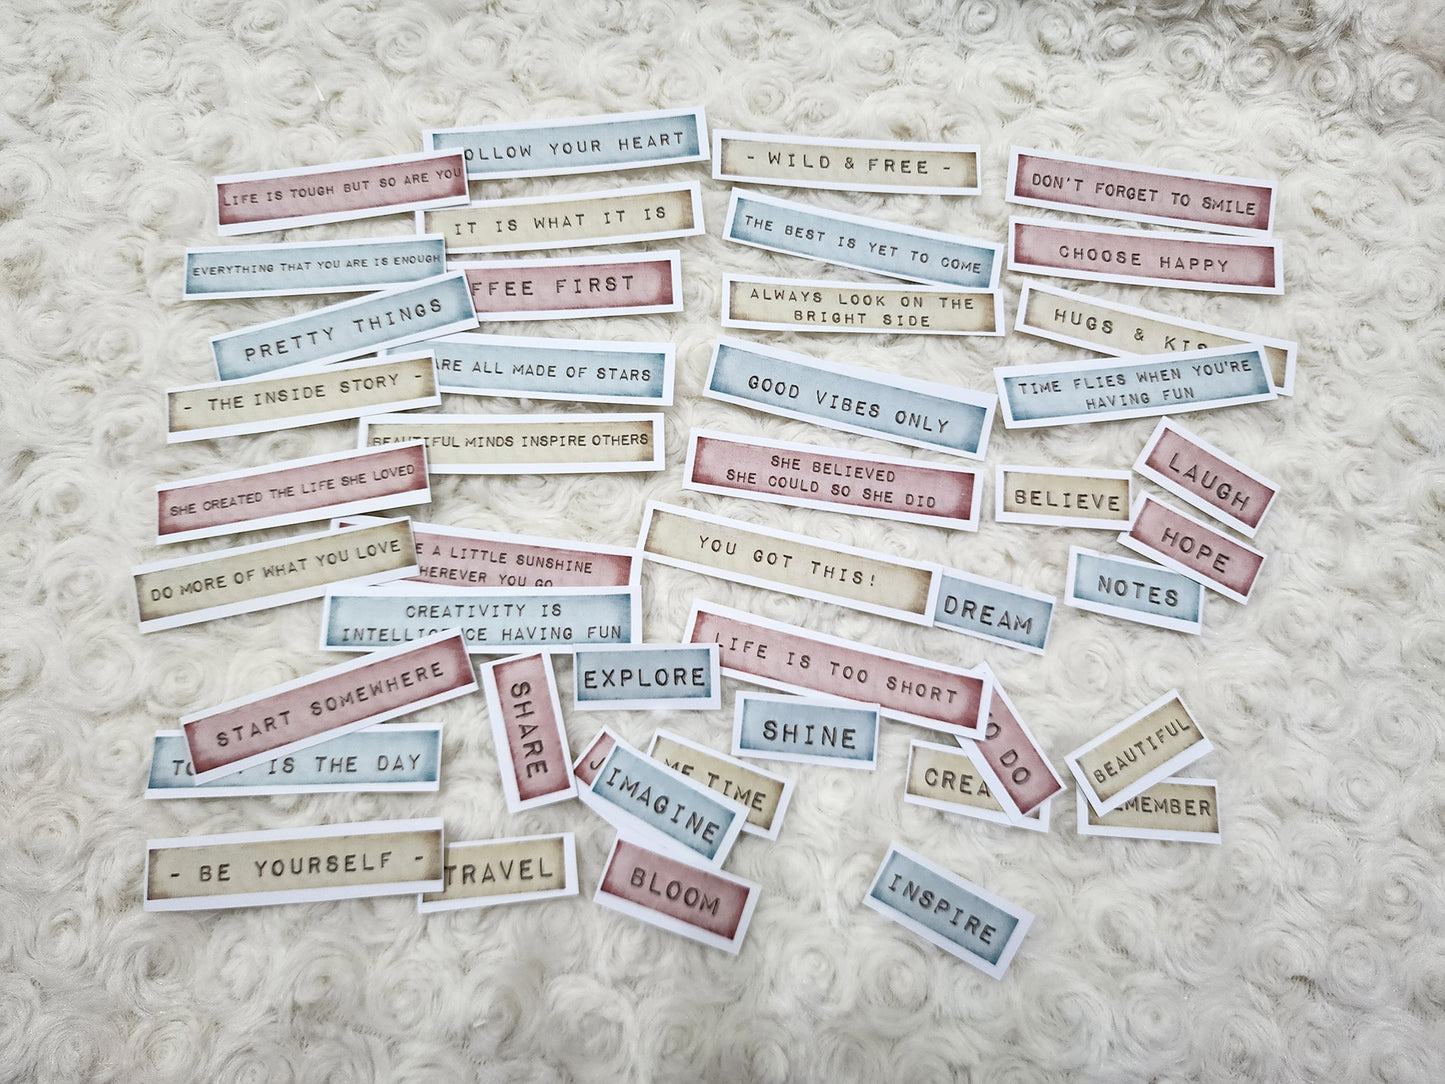 OLLOW YOUR HEART
LIFE IS TOUGH BUT SO ARE YOU
- WILD & FREE -
DON'T FORGET TO SMILE
IT IS WHAT IT IS
THE BEST IS YET TO COME
CHOOSE HAPPY
EVERYTHING THAT YOU ARE IS ENOUGH
FFEE FIRST
ALWAYS LOOK ON THE
BRIGHT SIDE
HUGS & KIS
PRETTY THINGS
ARE ALL MADE OF STARS
GOOD VIBES ONLY
TIME FLIES WHEN YOU'RE
HAVING FUN
- THE INSIDE STORY -
BEAUTIFUL MINDS INSPIRE OTHERS
SHE BELIEVED
SHE COULD SO SHE DID
BELIEVE
LAUGH
SHE CREATED THE LIFE SHE LOVED
HOPE
DO MORE OF WHAT YOU LOVE
E A LITTLE SUNSHINE
HEREVER YOU GO
YOU GOT THIS!
DREAM
NOTES
CREATIVITY IS
INTELLIGENCE HAVING FUN
START SOMEWHERE
SHARE
EXPLORE
LIFE IS TOO SHORT
SHINE
O DO
BEAUTIFUL
IS THE DAY
J
IMAGINE
ME TIME
CREA
EMEMBER
- BE YOURSELF -
TRAVEL
BLOOM
INSPIRE